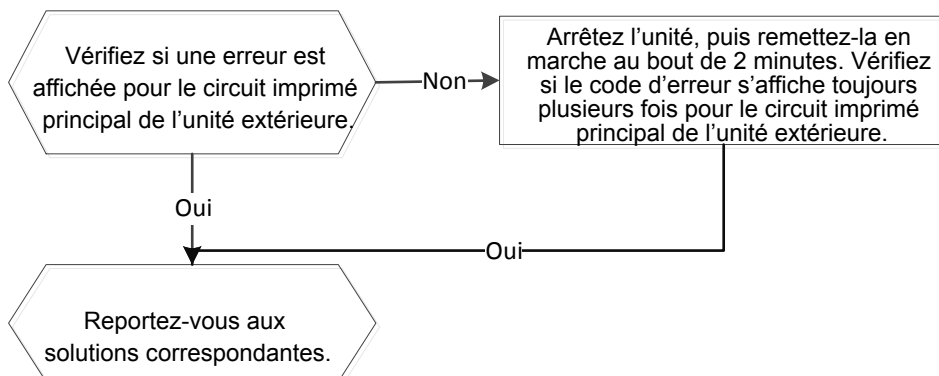 Vérifiez si une erreur est
affichée pour le circuit imprimé
principal de l’unité extérieure.
Non
Arrêtez l’unité, puis remettez-la en
marche au bout de 2 minutes. Vérifiez
si le code d’erreur s’affiche toujours
plusieurs fois pour le circuit imprimé
principal de l’unité extérieure.
Oui
Oui
Reportez-vous aux
solutions correspondantes.